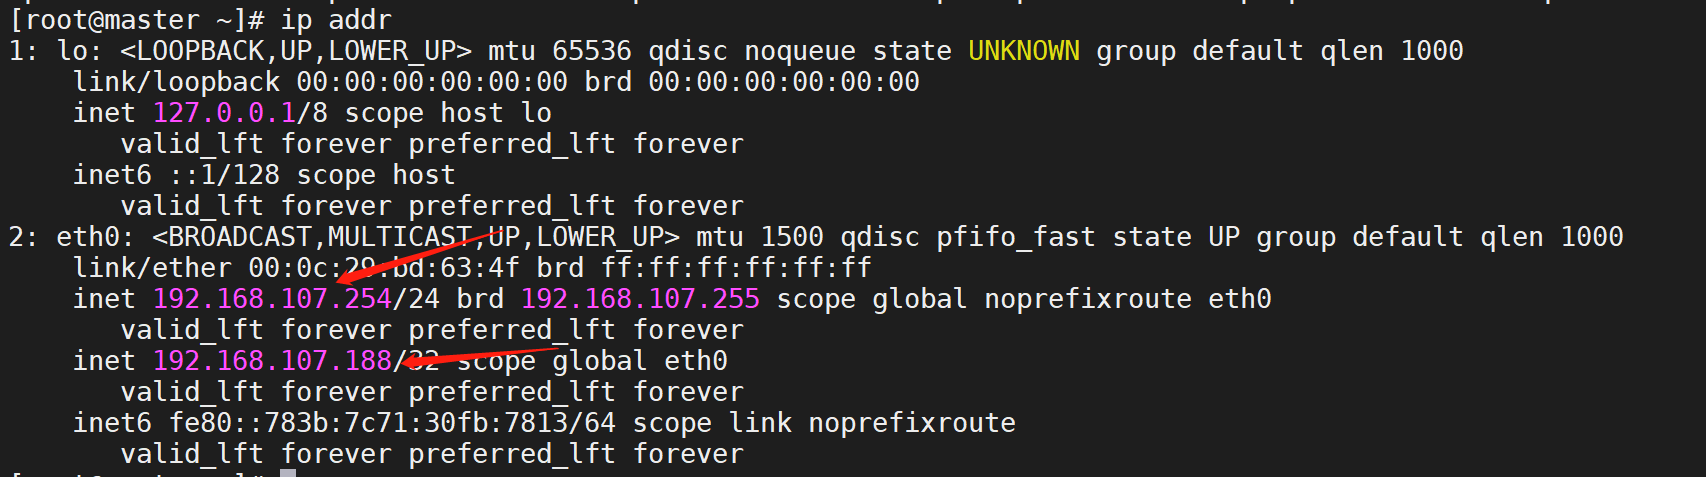 [root@master ~]# ip addr
1: lo: <LOOPBACK,UP,LOWER_UP> mtu 65536 qdisc noqueue state UNKNOWN group default qlen 1000
link/loopback 00:00:00:00:00:00 brd 00:00:00:00:00:00
inet 127.0.0.1/8 scope host lo
valid_lft forever preferred_lft forever
inet6 ::1/128 scope host
valid_lft forever preferred_lft forever
2: eth0: <BROADCAST,MULTICAST,UP,LOWER_UP> mtu 1500 qdisc pfifo_fast state UP group default qlen 1000
link/ether 00:0c:29:bd:63:4f brd ff:ff:ff:ff:ff:ff
inet 192.168.107.254/24 brd 192.168.107.255 scope global noprefixroute eth0
valid_lft forever preferred_lft forever
inet 192.168.107.188/32 scope global eth0
valid_lft forever preferred_lft forever
inet6 fe80::783b:7c71:30fb:7813/64 scope link noprefixroute
valid_lft forever preferred_lft forever